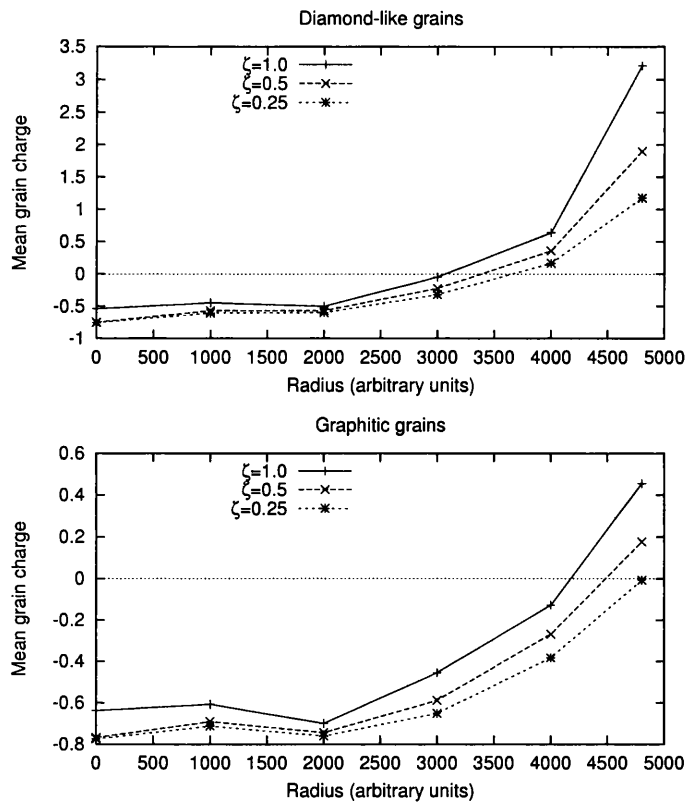 Diamond-like grains
3.5
3
2.5
2
1.5
1
0.5
0
-0.5
-1
Mean grain charge
ζ=1.0
ζ=0.5
ζ=0.25
0 500 1000 1500 2000 2500 3000 3500 4000 4500 5000
Radius (arbitrary units)
Graphitic grains
0.6
0.4
0.2
0
-0.2
-0.4
-0.6
-0.8
Mean grain charge
ζ=1.0
ζ=0.5
ζ=0.25
0 500 1000 1500 2000 2500 3000 3500 4000 4500 5000
Radius (arbitrary units)